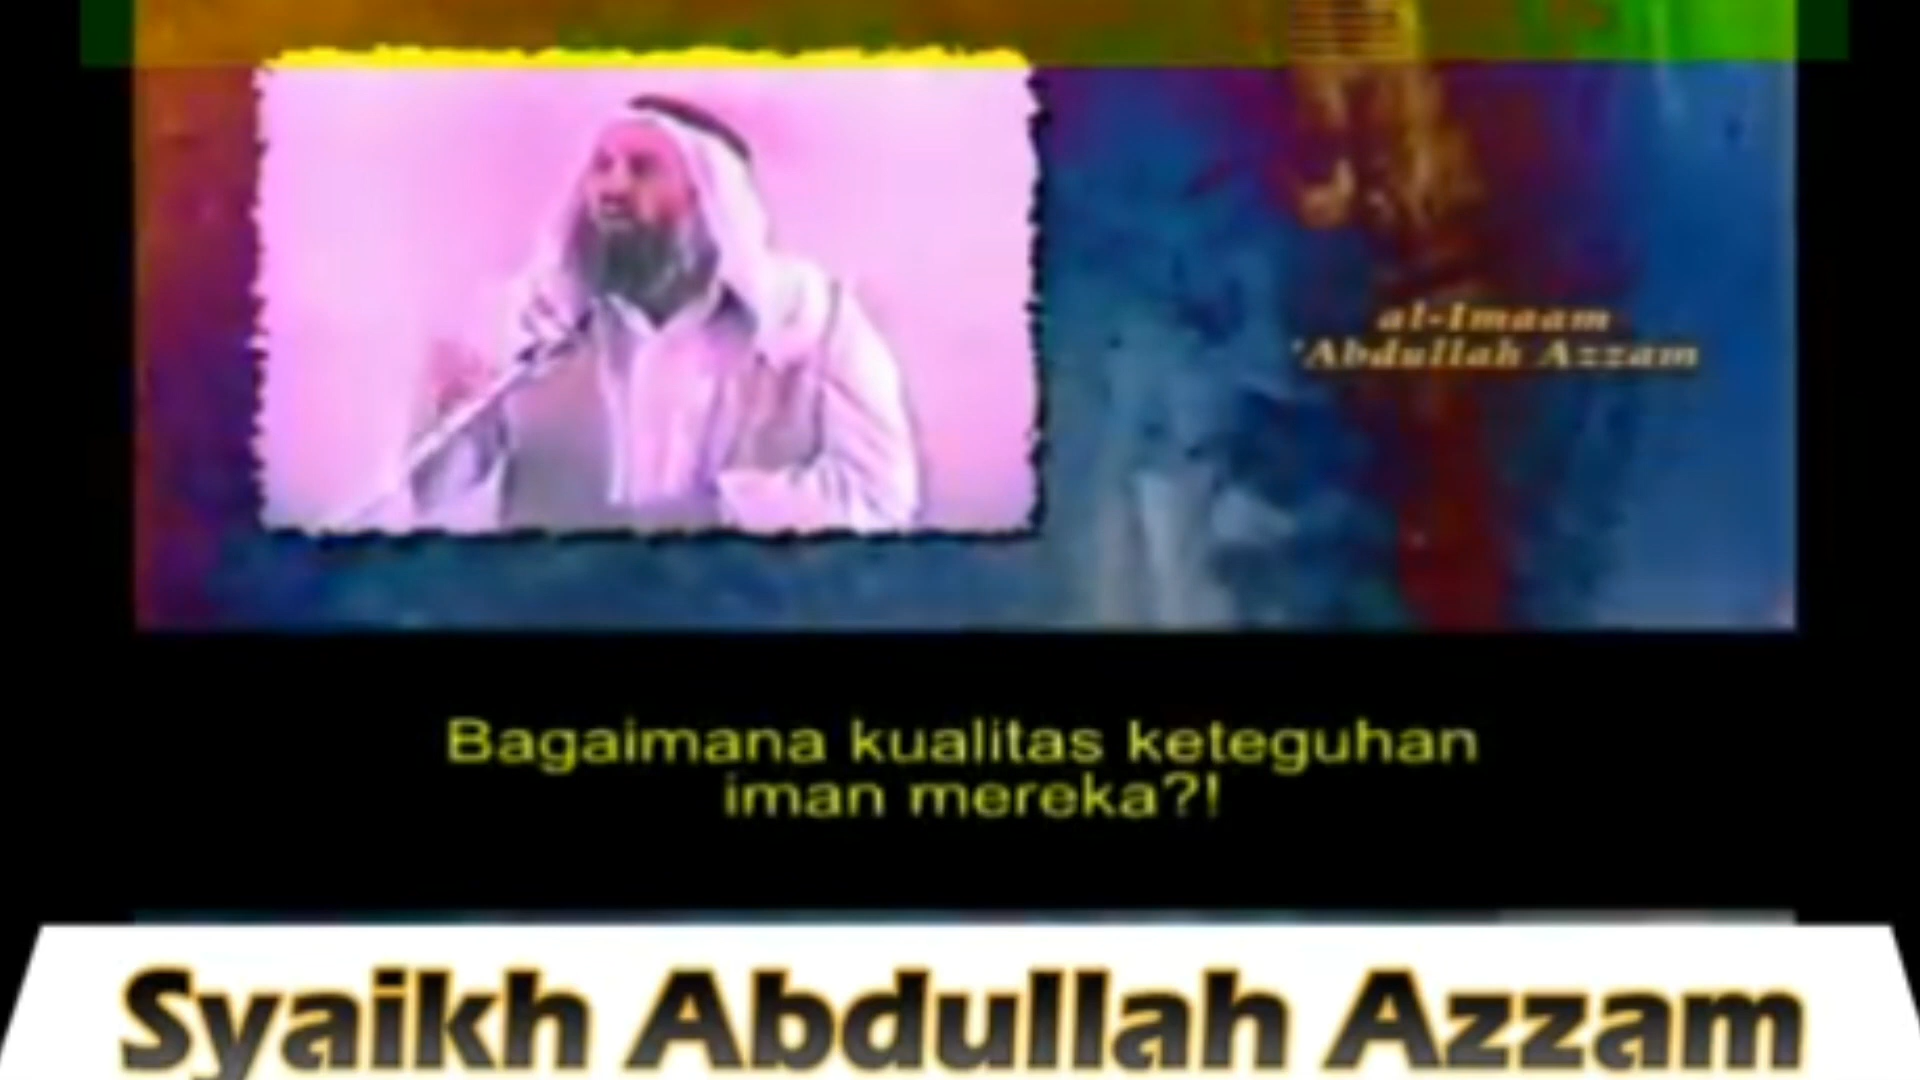 al-Imaam
'Abdullah Azzam
Bagaimana kualitas keteguhan
iman mereka?!
Syaikh Abdullah Azzam